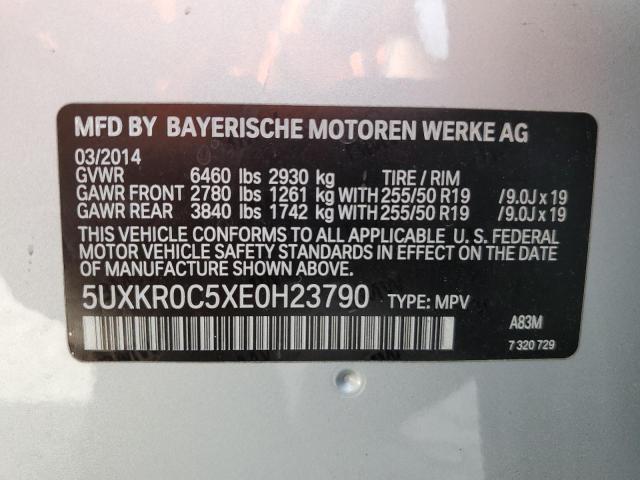 MFD BY BAYERISCHE MOTOREN WERKE AG
03/2014
GVWR 6460 lbs 2930 kg TIRE / RIM
GAWR FRONT 2780 lbs 1261 kg WITH 255/50 R19 /9.0J x 19
GAWR REAR 3840 lbs 1742 kg WITH 255/50 R19 /9.0J x 19
THIS VEHICLE CONFORMS TO ALL APPLICABLE U. S. FEDERAL
MOTOR VEHICLE SAFETY STANDARDS IN EFFECT ON THE DATE
OF MANUFACTURE SHOWN ABOVE.
5UXKR0C5XE0H23790 TYPE: MPV
A83M
7 320 729